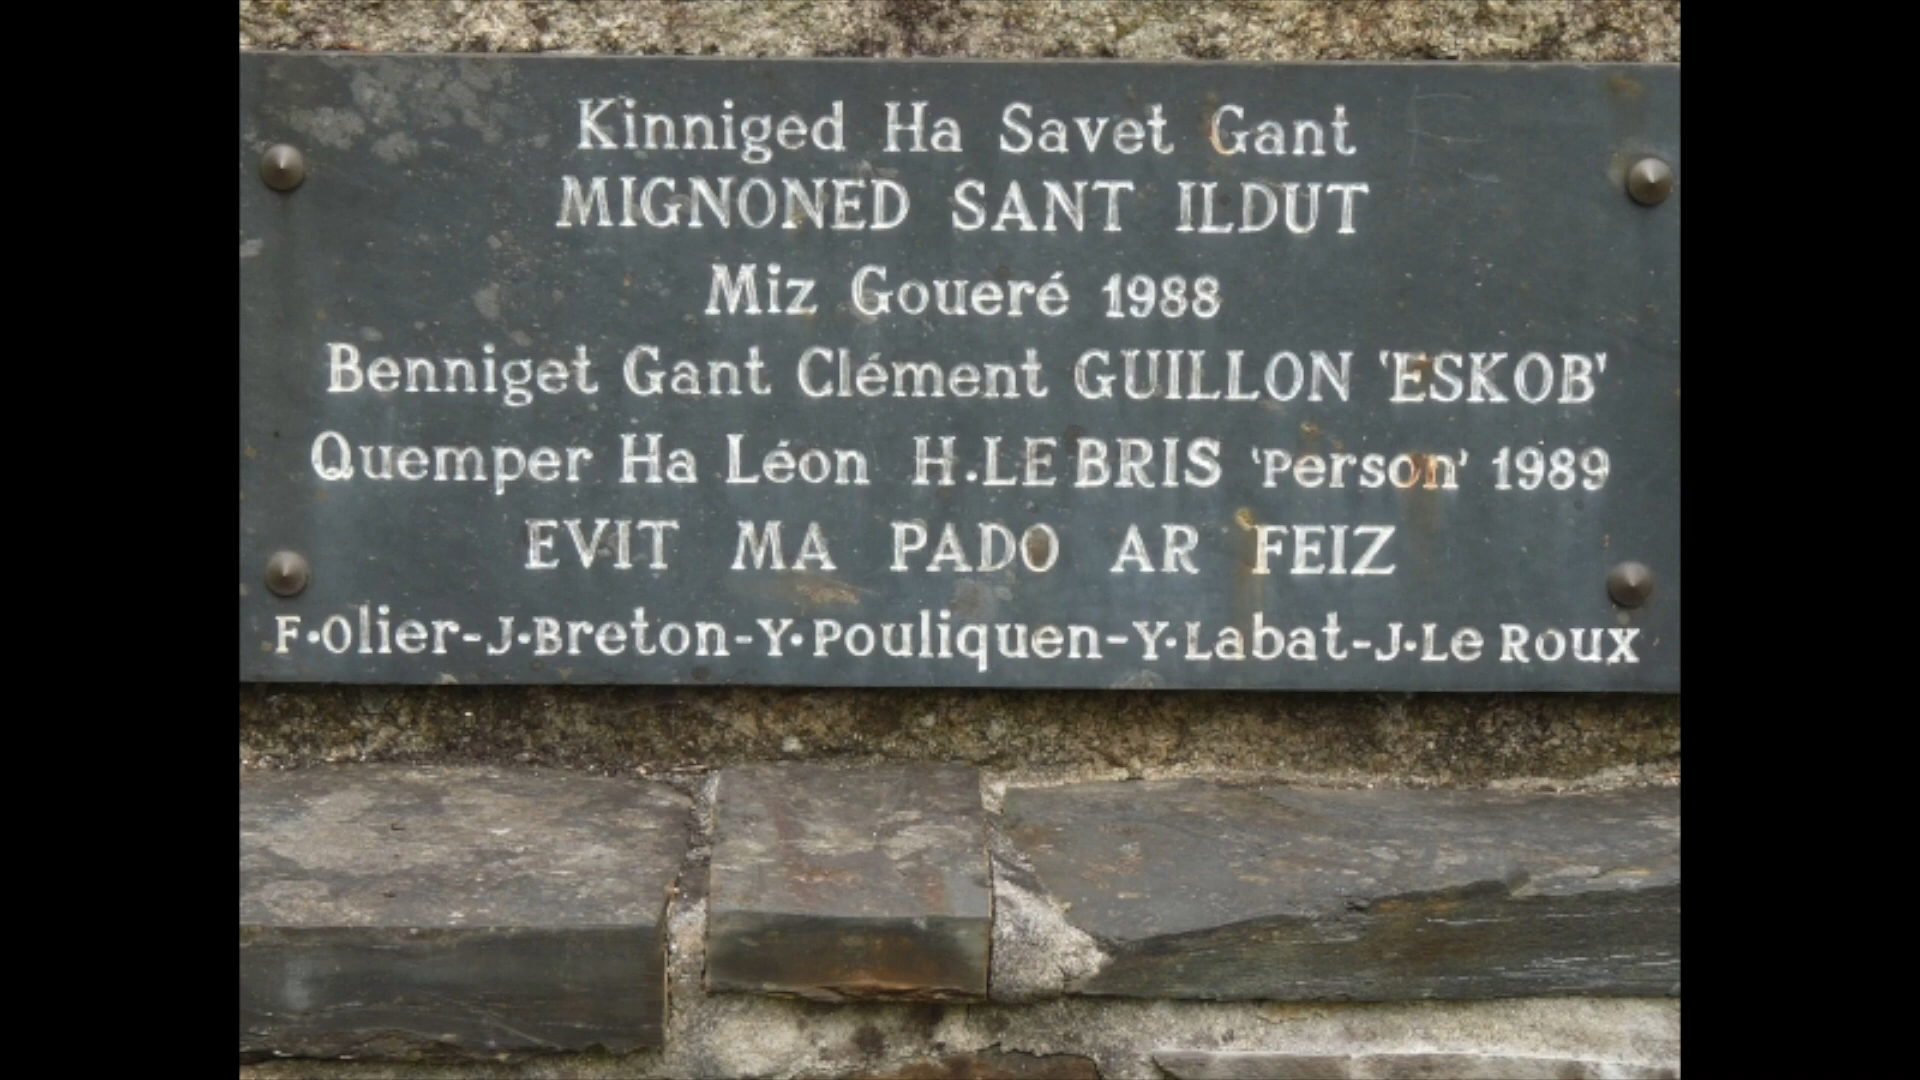 Kinniged Ha Savet Gant
MIGNONED SANT ILDUT
Miz Goueré 1988
Benniget Gant Clément GUILLON 'ESKOB'
Quemper Ha Léon H.LE BRIS 'Person' 1989
EVIT MA PADO AR FEIZ
F.Olier-J.Breton-Y.Pouliquen-Y.Labat-J.Le Roux